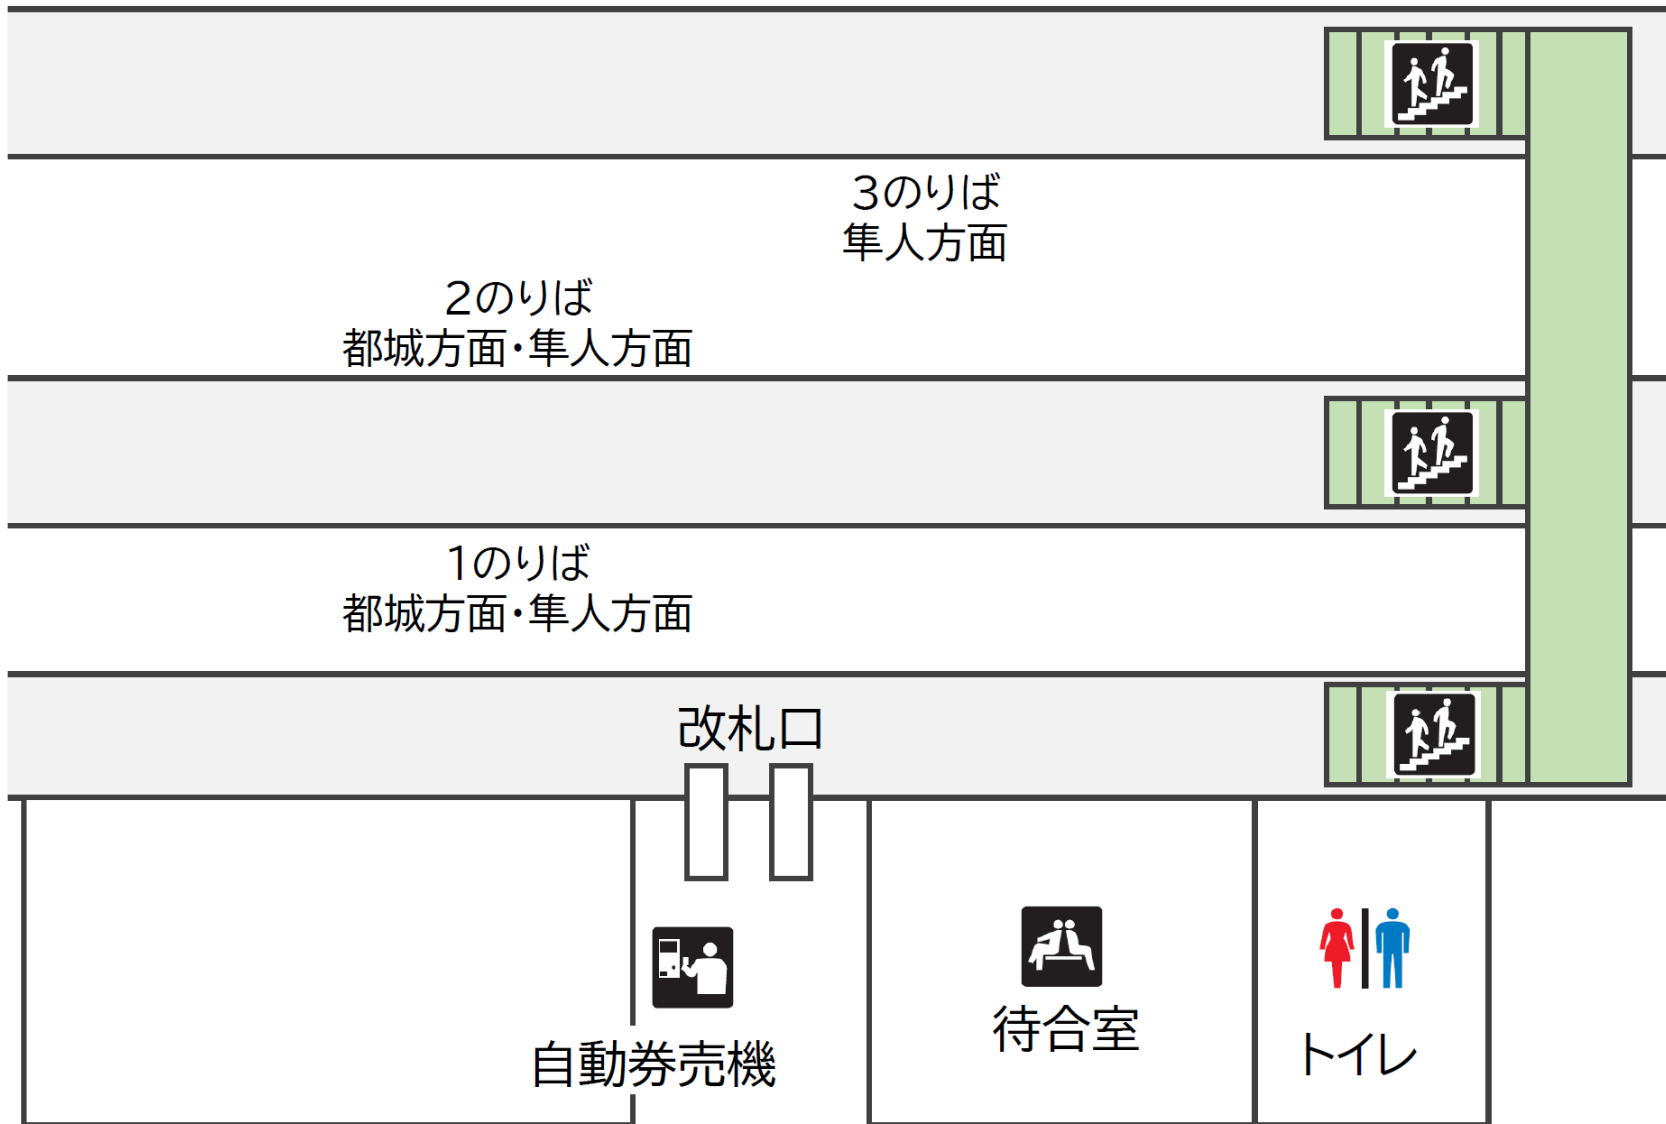 3のりば
隼人方面
2のりば
都城方面・隼人方面
1のりば
都城方面・隼人方面
改札口
自動券売機
待合室
トイレ